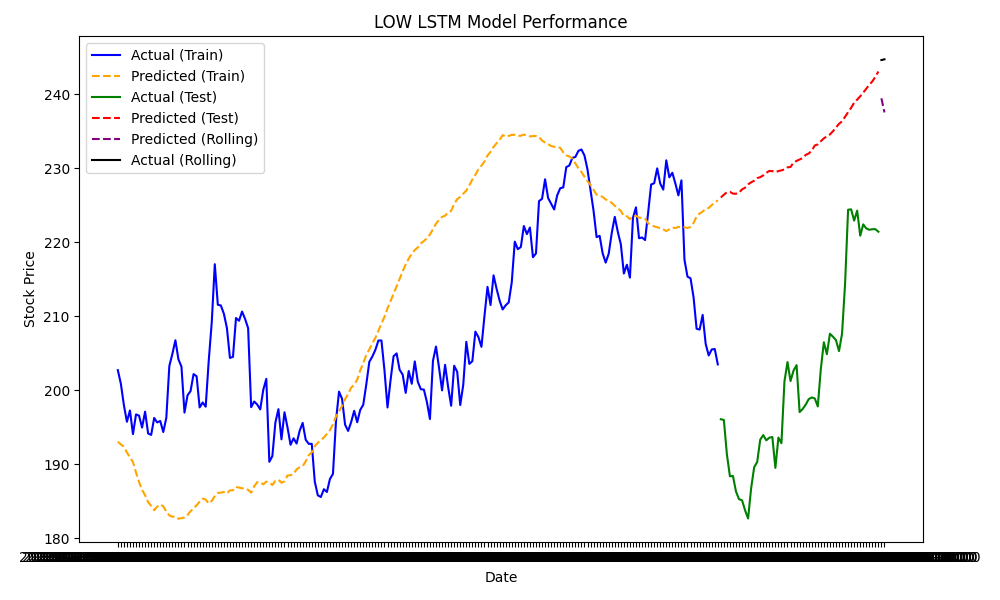 LOW LSTM Model Performance
Actual (Train)
Predicted (Train)
Actual (Test)
Predicted (Test)
Predicted (Rolling)
Actual (Rolling)
Stock Price
240
230
220
210
200
190
180
Date